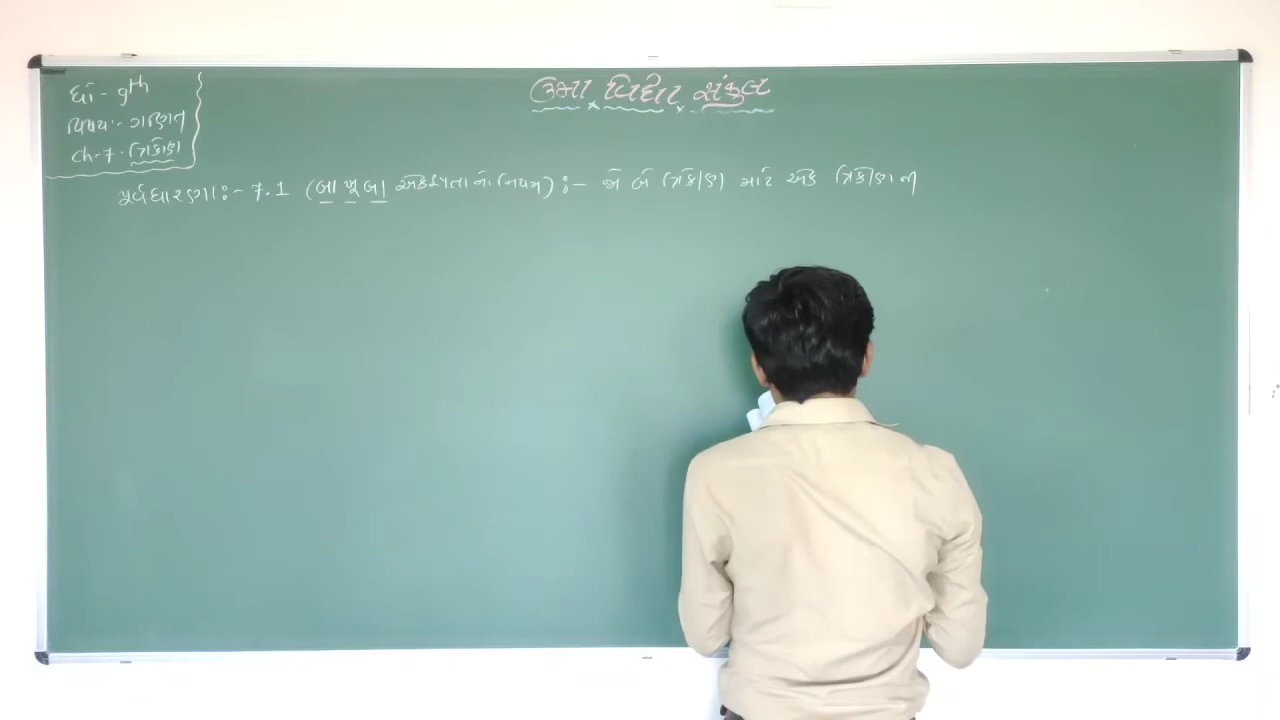 ઉમા વિદ્યા સંકુલ
ધો - 9th
વિષય :- ગણિત
ch-7 - ત્રિકોણ
પૂર્વધારણા :- 7.1 (બાખૂબા એકરૂપતાનો નિયમ) :- જો બે ત્રિકોણ માટે એક ત્રિકોણની